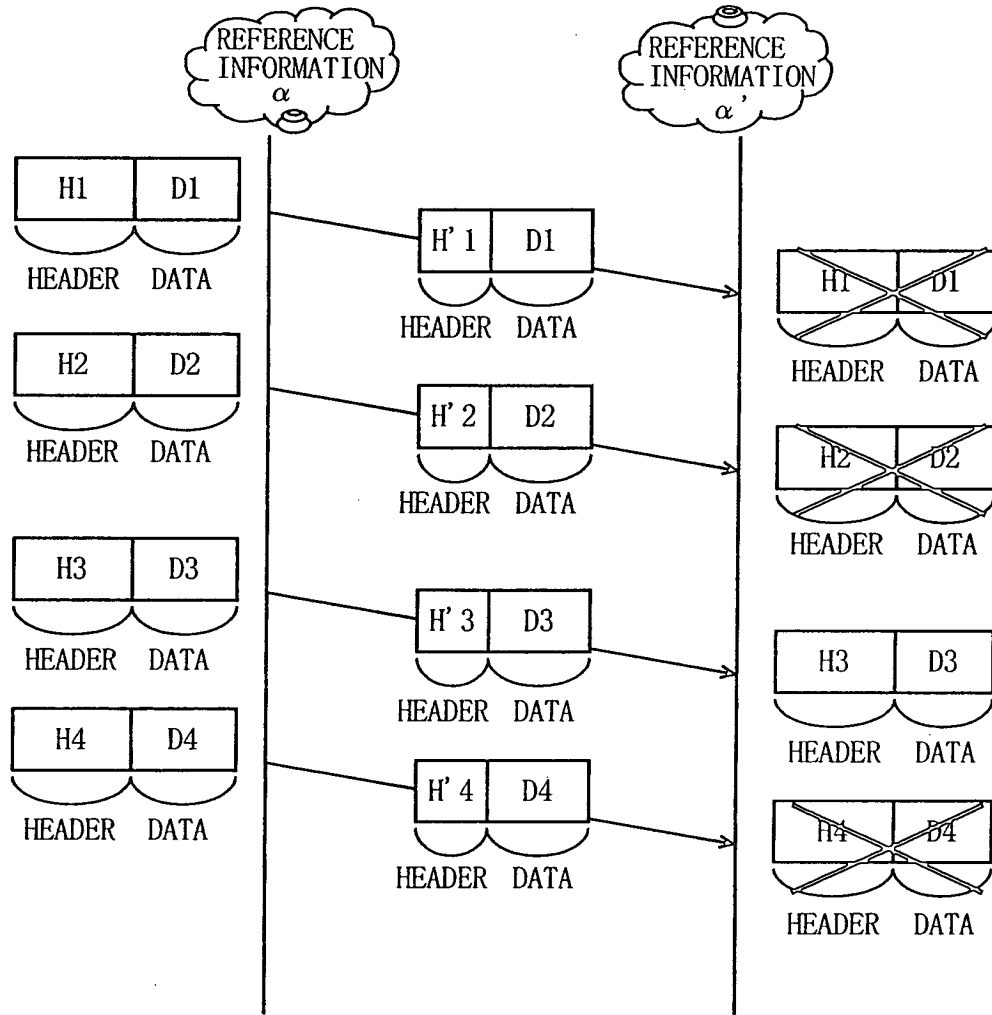 REFERENCE
INFORMATION
α
REFERENCE
INFORMATION
α'
H1 D1
HEADER DATA
H'1 D1
HEADER DATA
H1 D1
HEADER DATA
H2 D2
HEADER DATA
H'2 D2
HEADER DATA
H2 D2
HEADER DATA
H3 D3
HEADER DATA
H'3 D3
HEADER DATA
H3 D3
HEADER DATA
H4 D4
HEADER DATA
H'4 D4
HEADER DATA
H4 D4
HEADER DATA